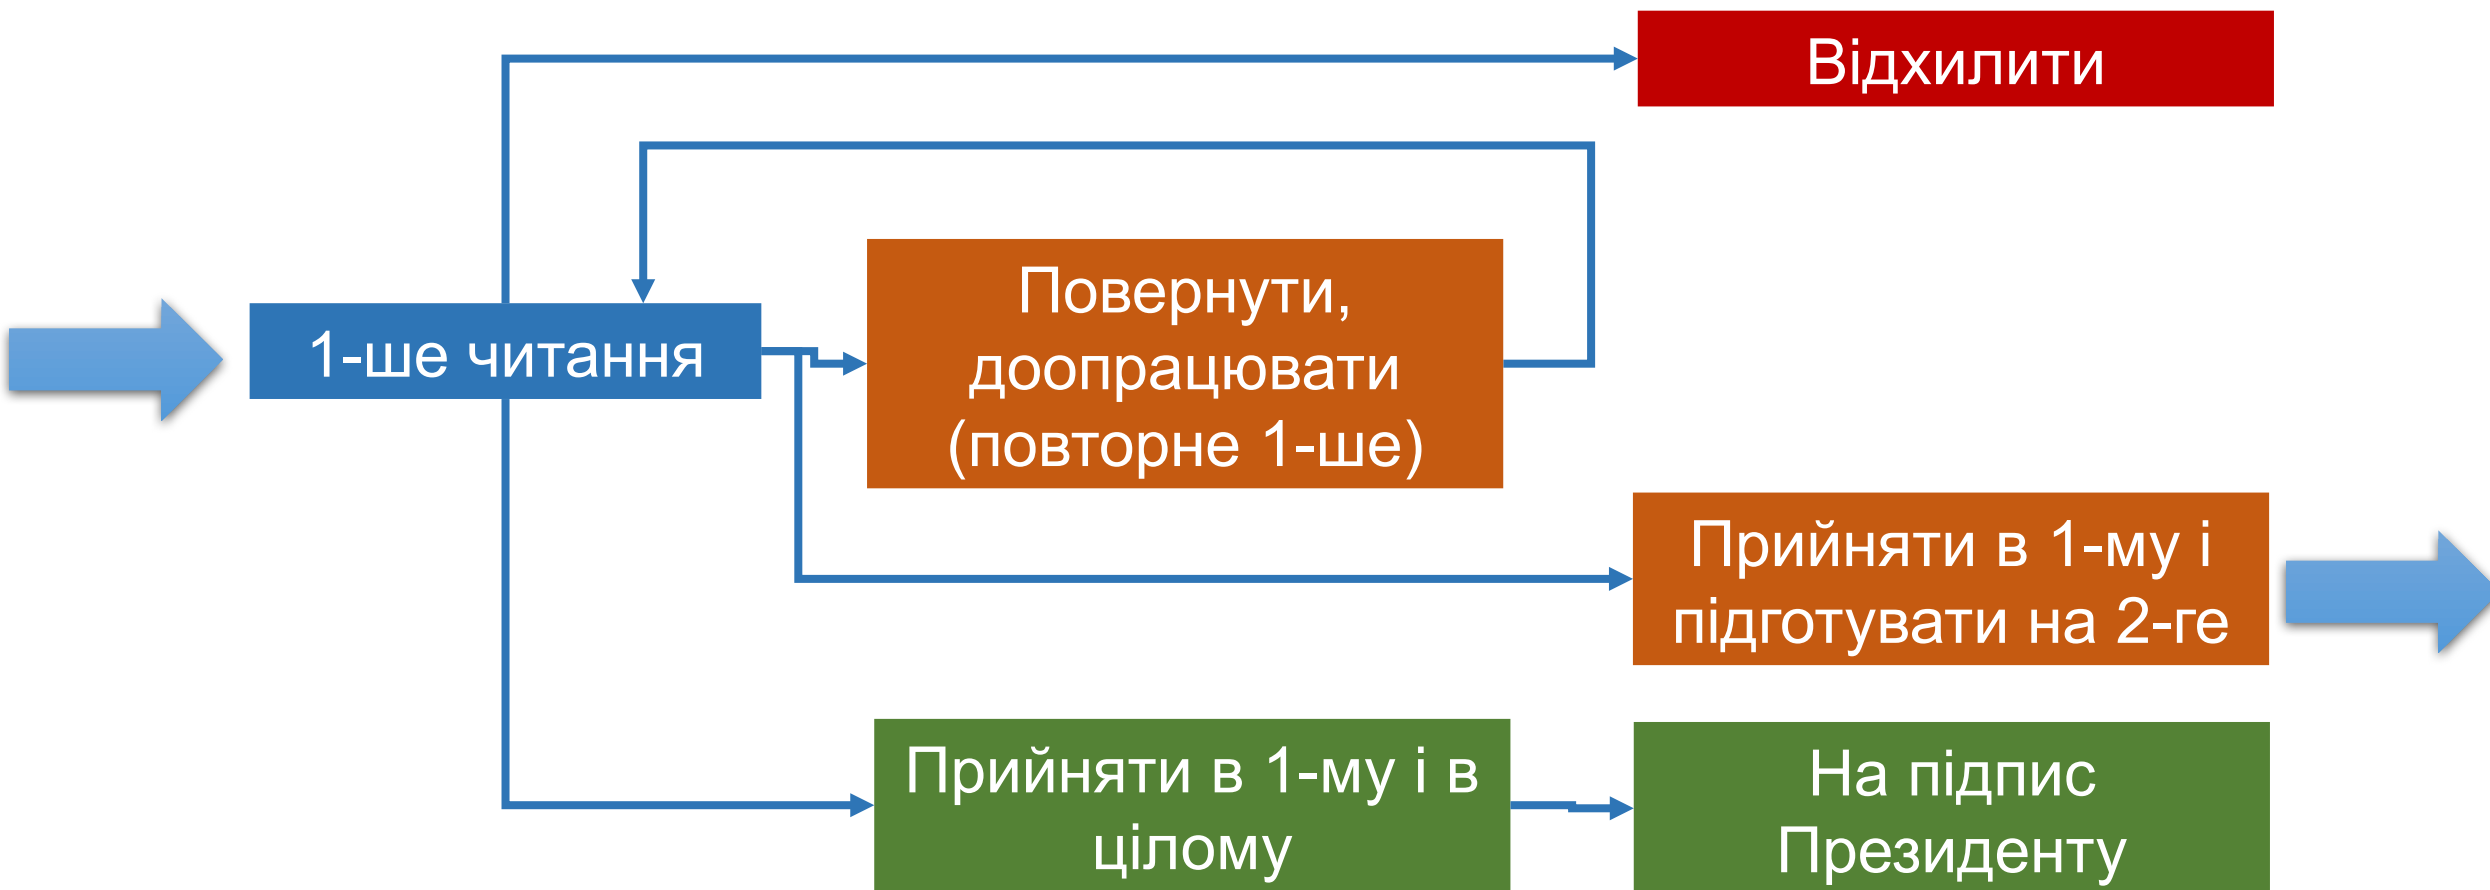 Відхилити
1-ше читання
Повернути,
доопрацювати
(повторне 1-ше)
Прийняти в 1-му і
підготувати на 2-ге
Прийняти в 1-му і в
цілому
На підпис
Президенту